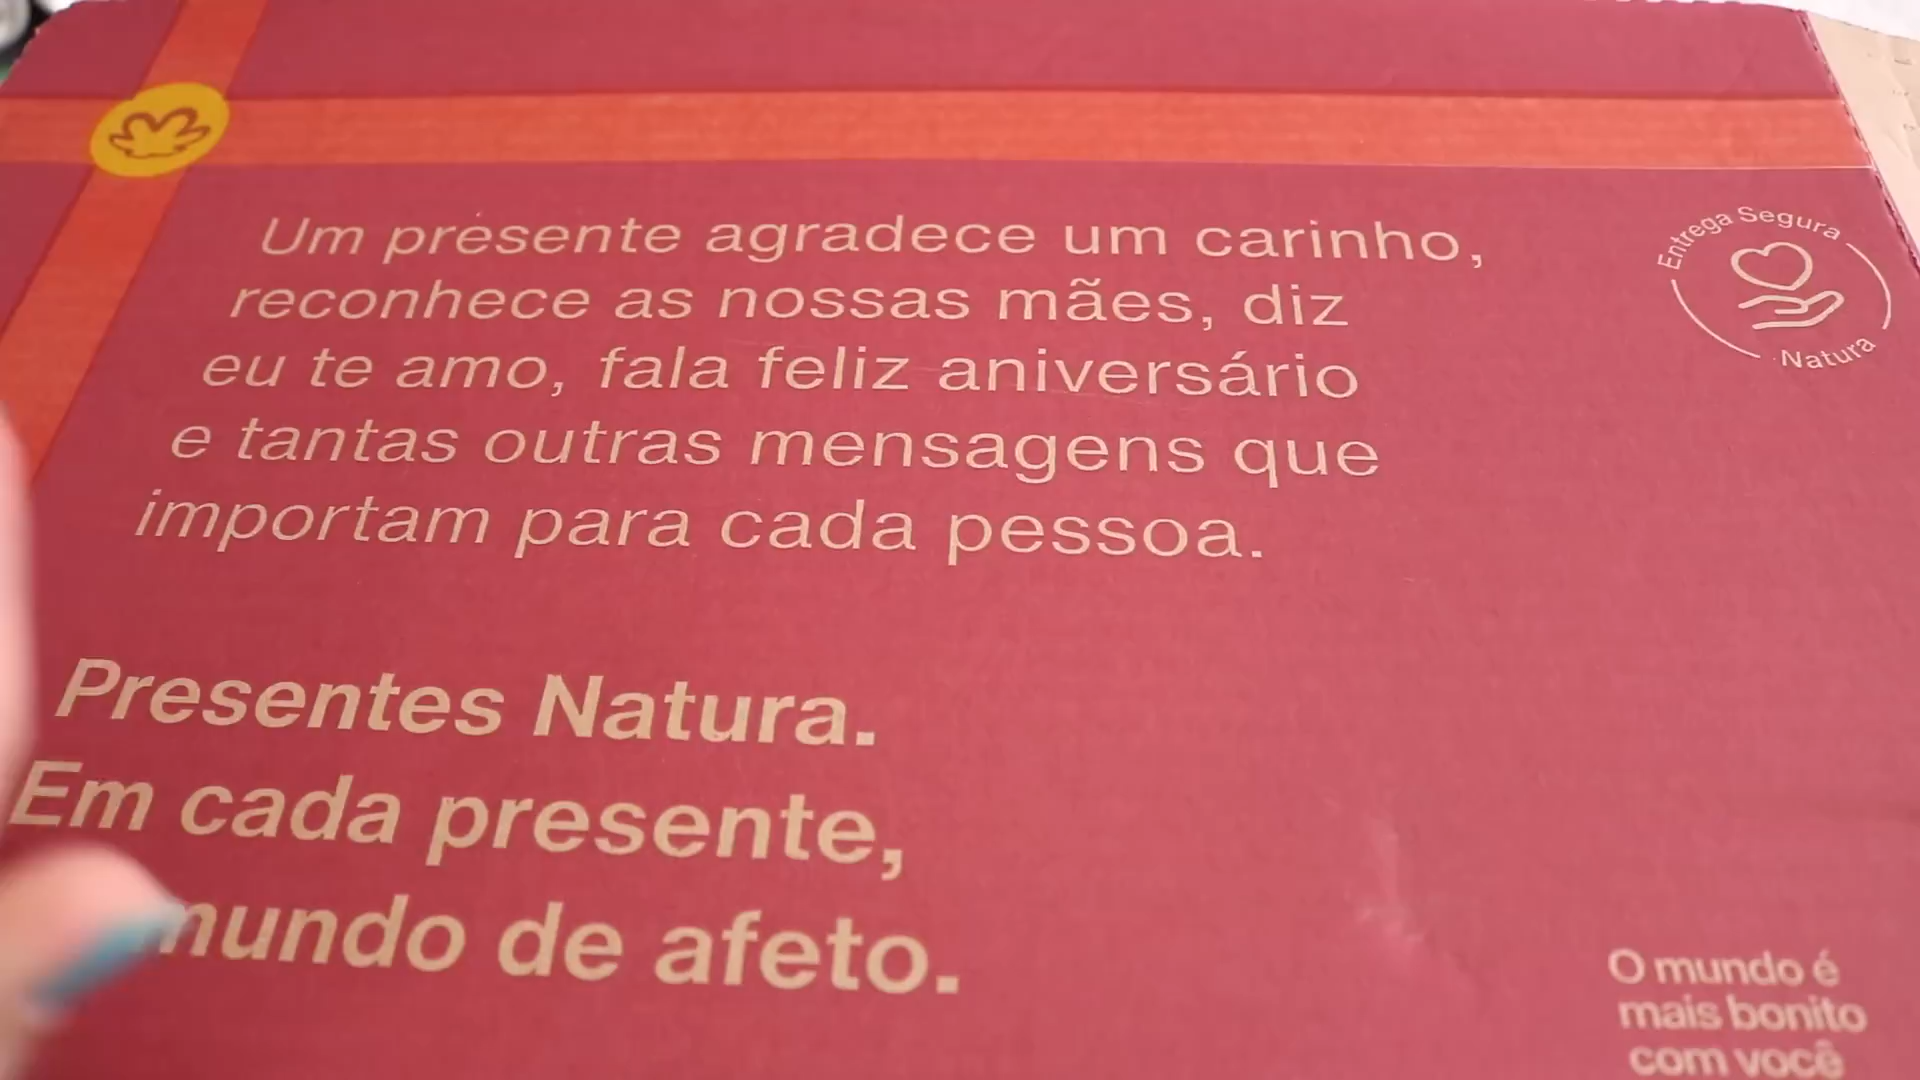 Um presente agradece um carinho,
reconhece as nossas mães, diz
eu te amo, fala feliz aniversário
e tantas outras mensagens que
importam para cada pessoa.
Entrega Segura
Natura
Presentes Natura.
Em cada presente,
mundo de afeto.
O mundo é
mais bonito
com você